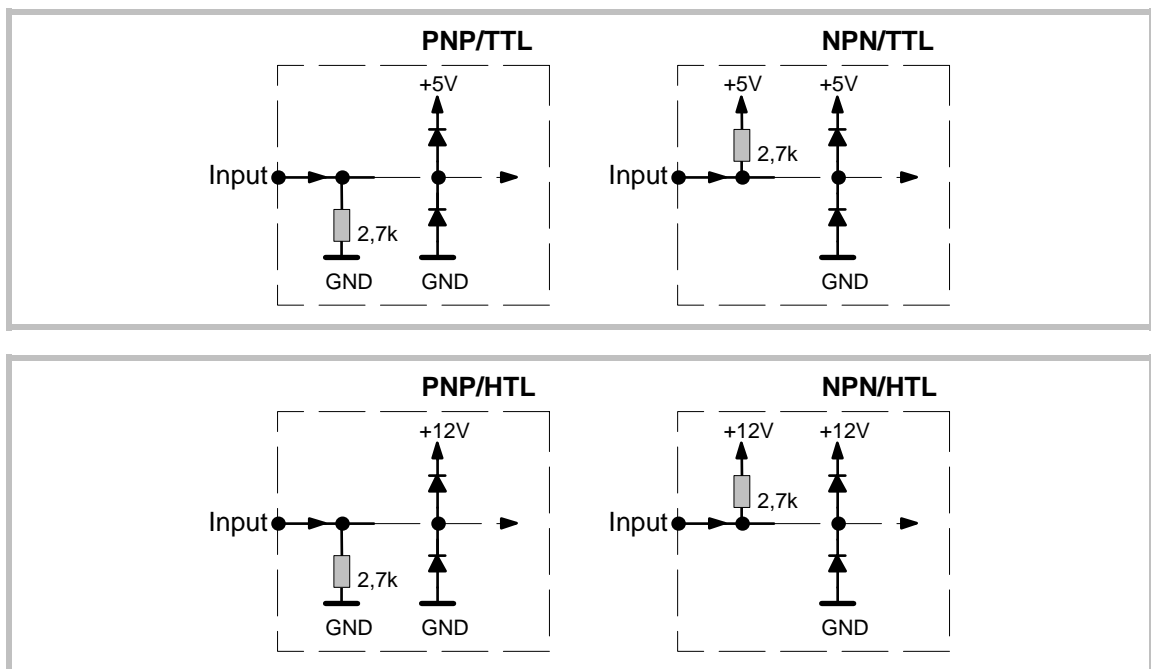 PNP/TTL
NPN/TTL
+5V
+5V +5V
Input
2,7k
GND GND
Input
2,7k
GND
PNP/HTL
NPN/HTL
+12V
+12V +12V
Input
2,7k
GND GND
Input
2,7k
GND